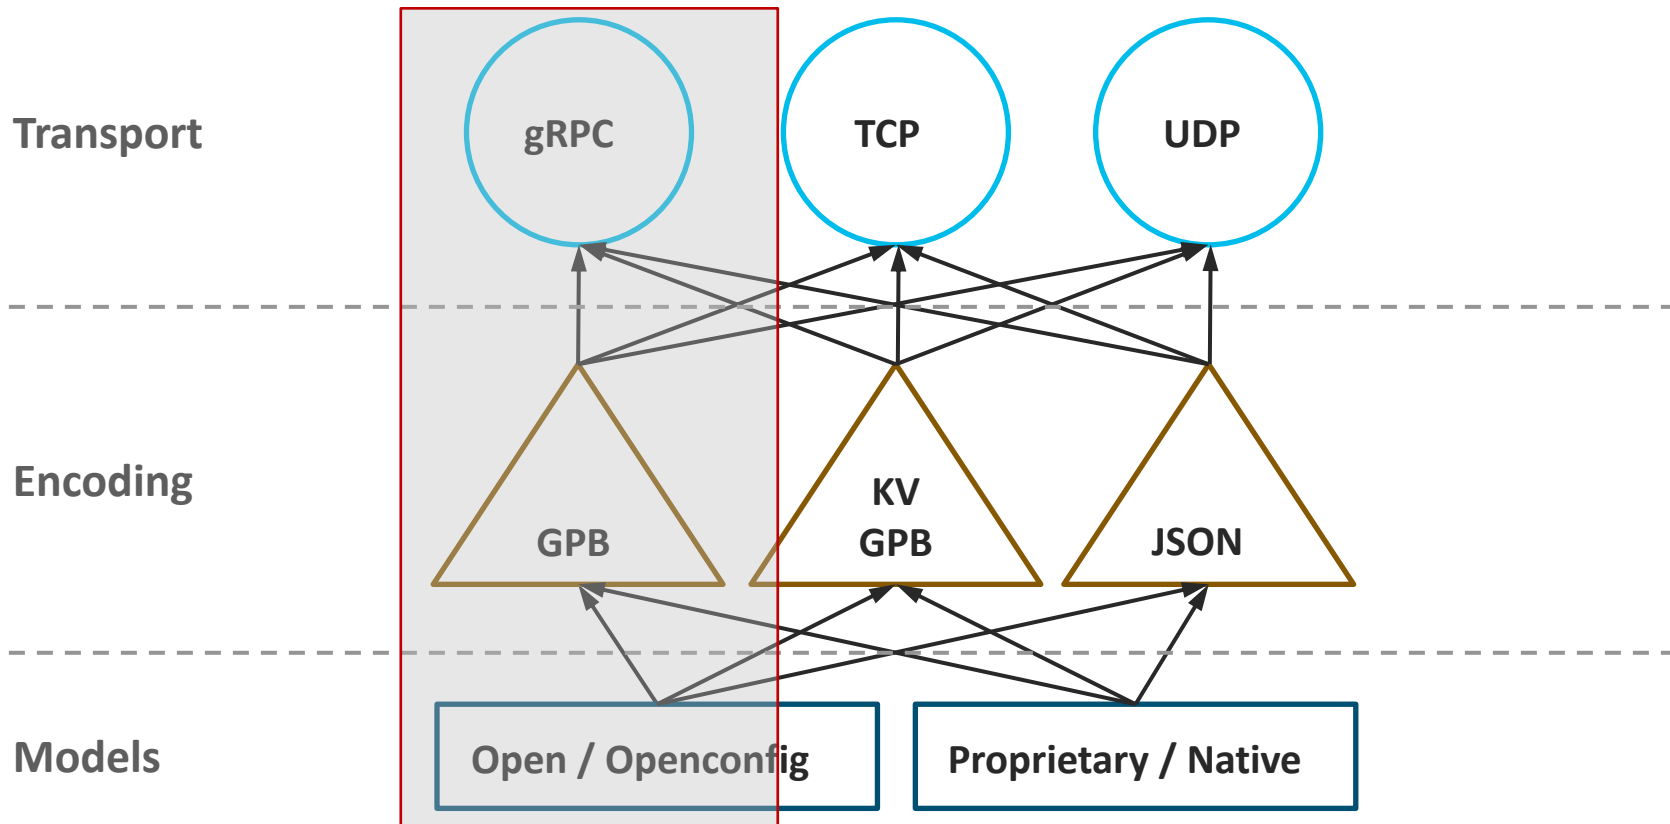 Transport
gRPC
TCP
UDP
Encoding
GPB
KV
GPB
JSON
Models
Open / Openconfig
Proprietary / Native